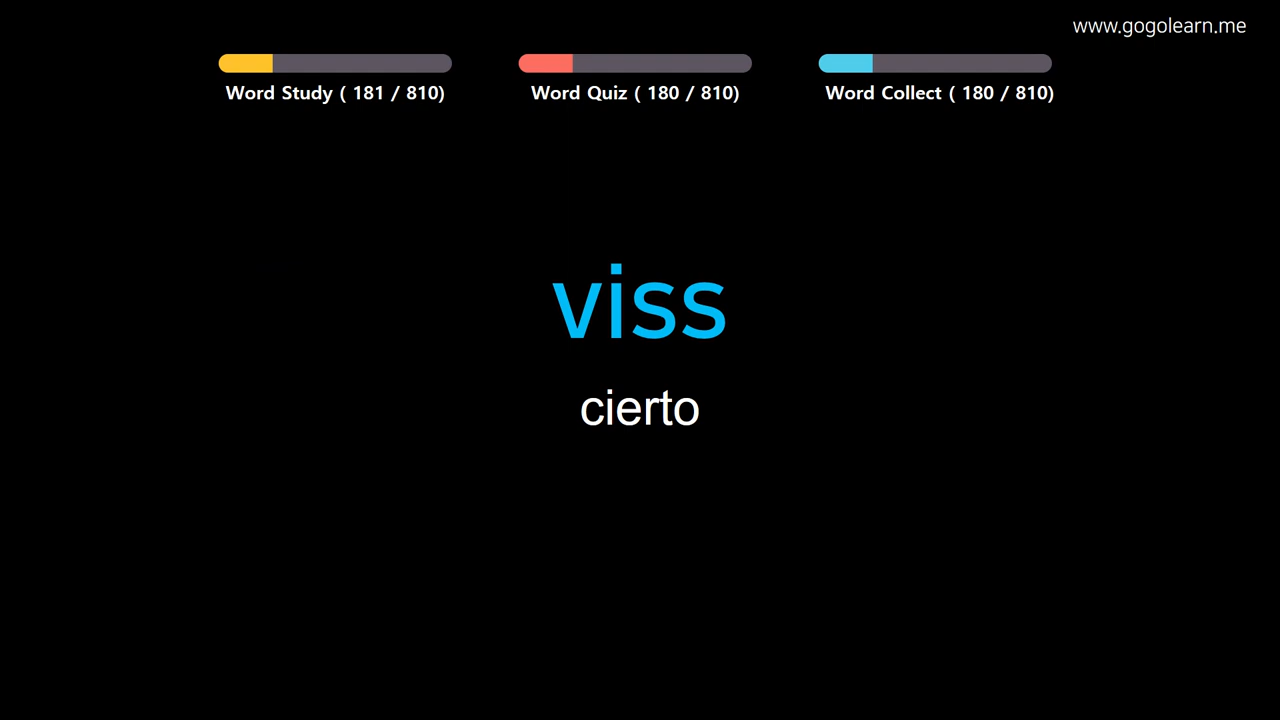 www.gogolearn.me
Word Study ( 181 / 810)
Word Quiz ( 180 / 810)
Word Collect ( 180 / 810)
viss
cierto